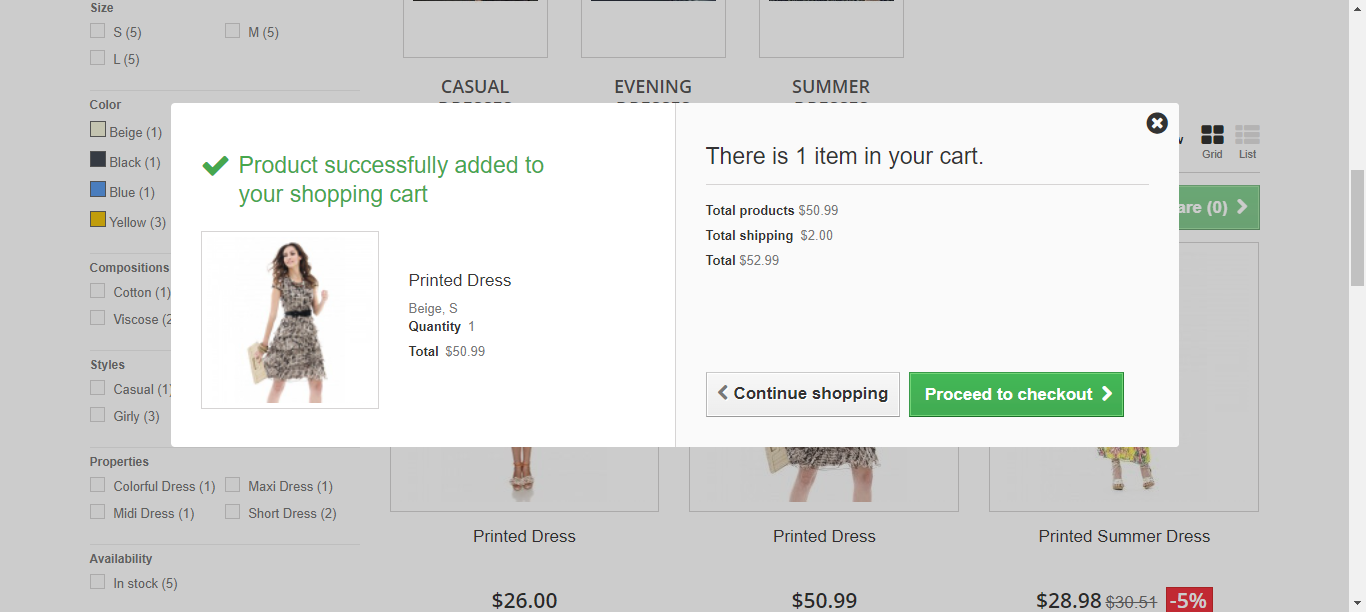 Size
S (5)
M (5)
L (5)
Color
Beige (1)
Black (1)
Blue (1)
Yellow (3)
Compositions
Cotton (1)
Viscose (2
Styles
Casual (1)
Girly (3)
Properties
Colorful Dress (1)
Maxi Dress (1)
Midi Dress (1)
Short Dress (2)
Availability
In stock (5)
CASUAL
EVENING
SUMMER
Grid
List
are (0)
Product successfully added to
your shopping cart
Printed Dress
Beige, S
Quantity 1
Total $50.99
There is 1 item in your cart.
Total products $50.99
Total shipping $2.00
Total $52.99
Continue shopping
Proceed to checkout
Printed Dress
$26.00
Printed Dress
$50.99
Printed Summer Dress
$28.98 $30.51 -5%